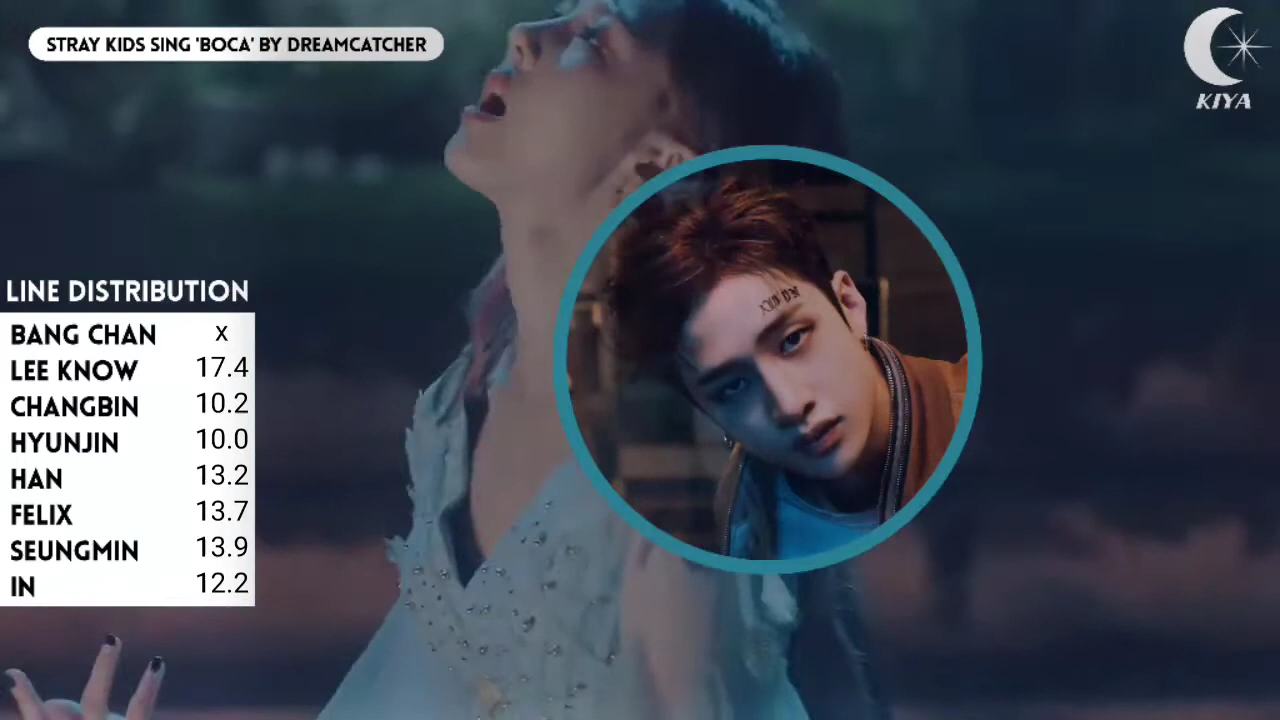 STRAY KIDS SING 'BOCA' BY DREAMCATCHER
KIYA
LINE DISTRIBUTION
BANG CHAN X
LEE KNOW 17.4
CHANGBIN 10.2
HYUNJIN 10.0
HAN 13.2
FELIX 13.7
SEUNGMIN 13.9
IN 12.2